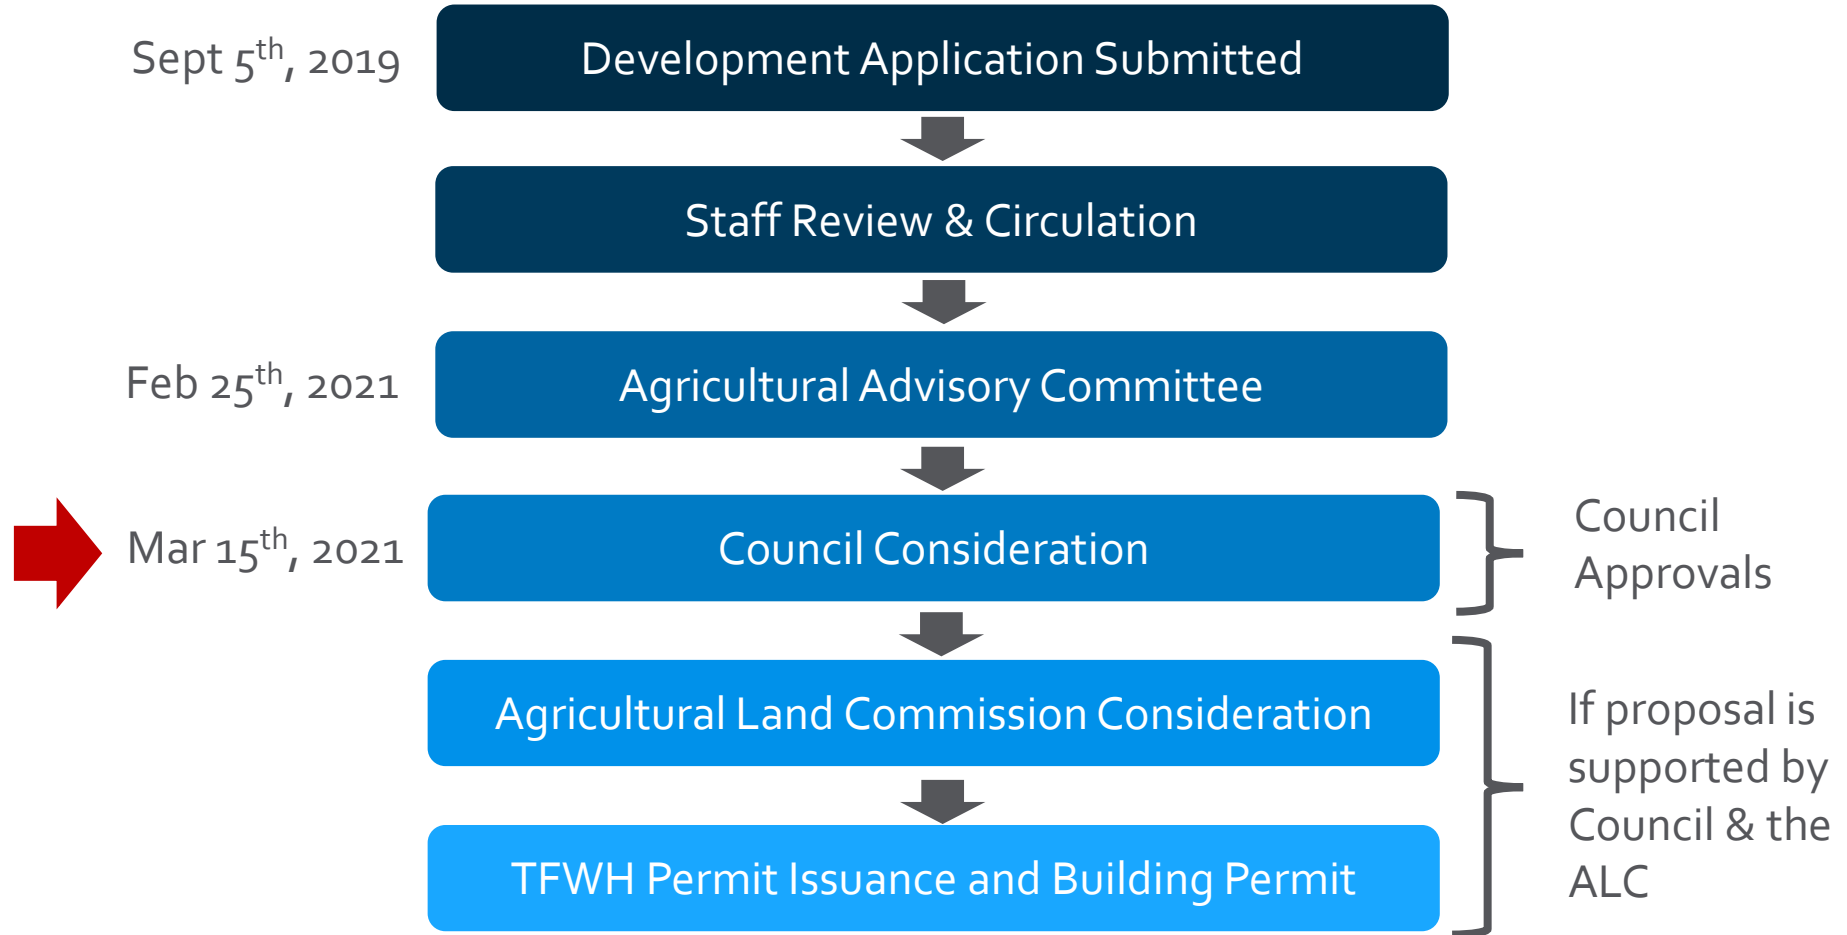 Sept 5th, 2019
Development Application Submitted
Staff Review & Circulation
Feb 25th, 2021
Agricultural Advisory Committee
Mar 15th, 2021
Council Consideration
Council
Approvals
Agricultural Land Commission Consideration
TFWH Permit Issuance and Building Permit
If proposal is
supported by
Council & the
ALC